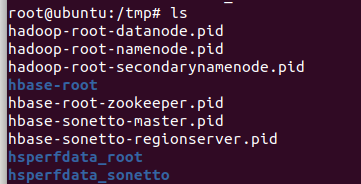 root@ubuntu:/tmp# ls
hadoop-root-datanode.pid
hadoop-root-namenode.pid
hadoop-root-secondarynamenode.pid
hbase-root
hbase-root-zookeeper.pid
hbase-sonetto-master.pid
hbase-sonetto-regionserver.pid
hsperfdata_root
hsperfdata_sonetto